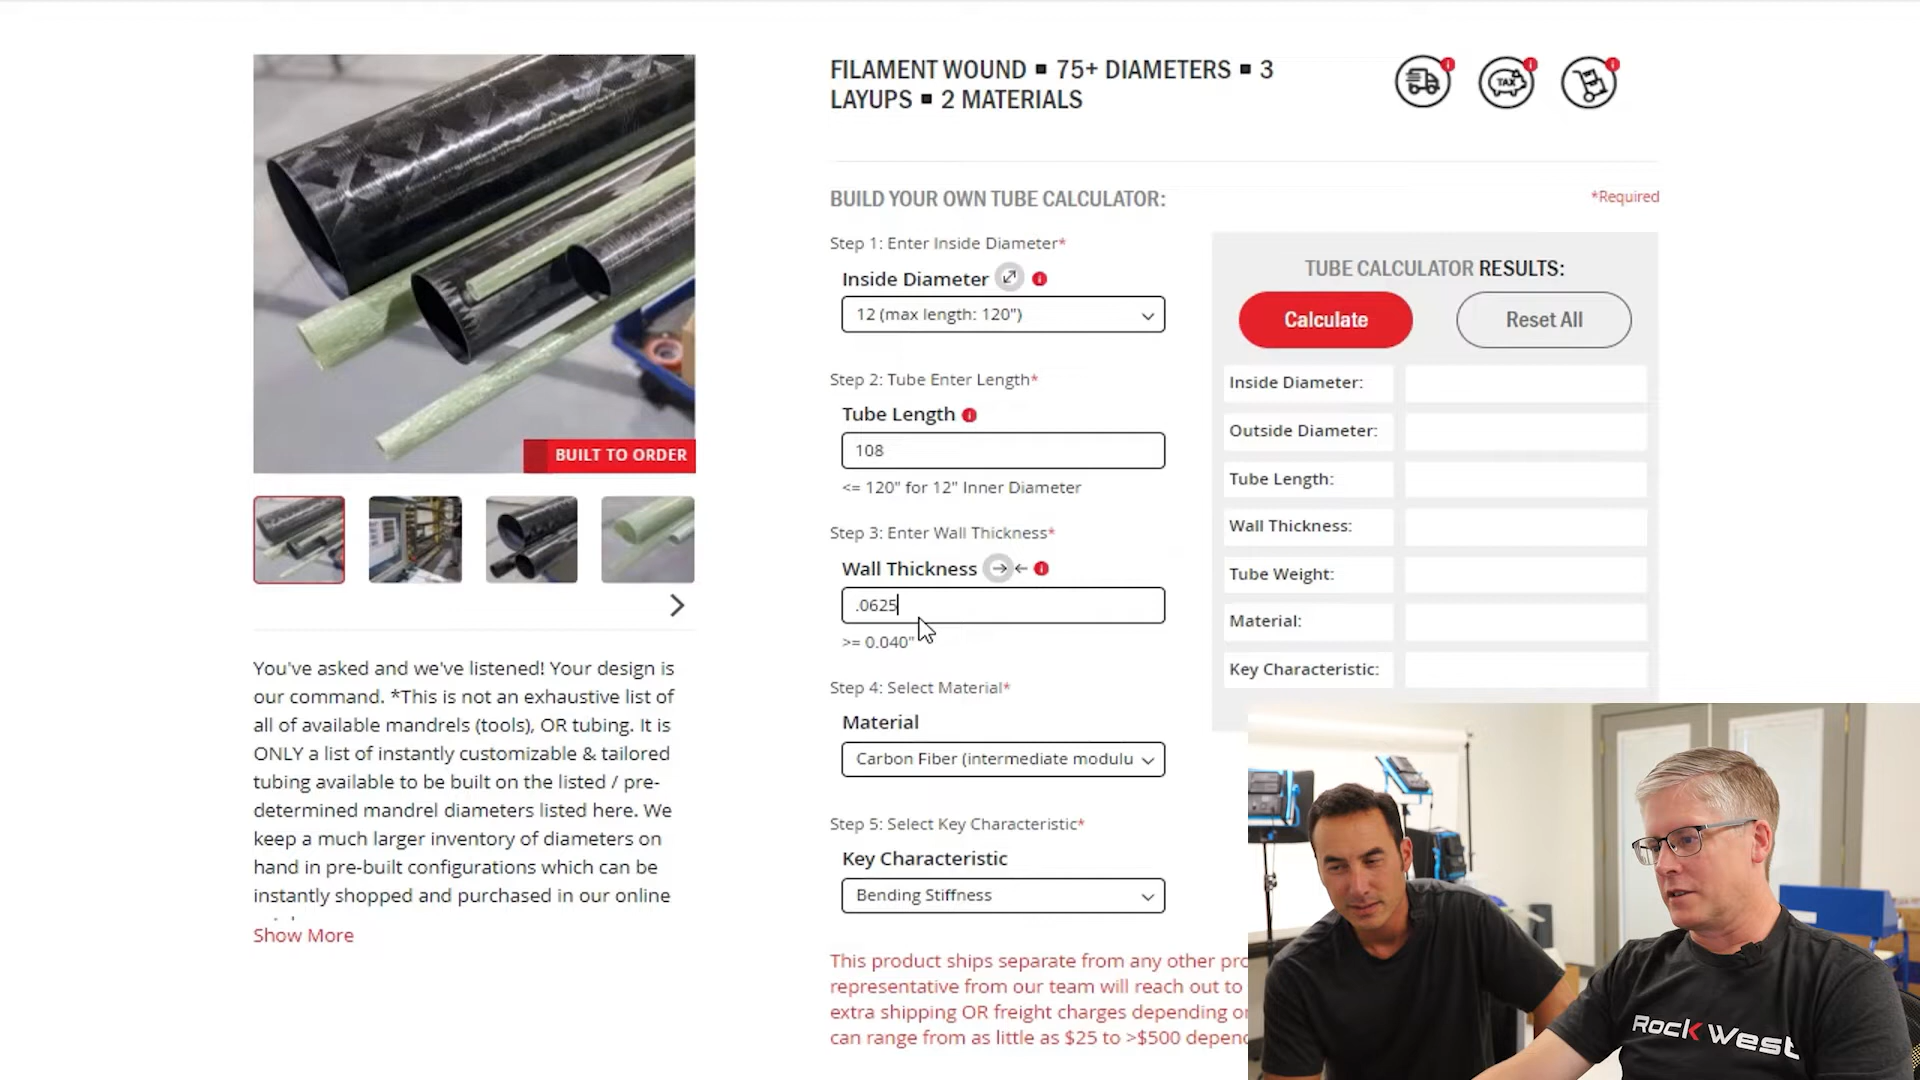 FILAMENT WOUND ▪ 75+ DIAMETERS ▪ 3
LAYUPS ▪ 2 MATERIALS
TAX
BUILD YOUR OWN TUBE CALCULATOR:
*Required
Step 1: Enter Inside Diameter*
Inside Diameter
12 (max length: 120")
Step 2: Tube Enter Length*
Tube Length
108
<= 120" for 12" Inner Diameter
Step 3: Enter Wall Thickness*
Wall Thickness
.0625
>= 0.040"
Step 4: Select Material*
Material
Carbon Fiber (intermediate modulu
Step 5: Select Key Characteristic*
Key Characteristic
Bending Stiffness
This product ships separate from any other pro
representative from our team will reach out to
extra shipping OR freight charges depending or
can range from as little as $25 to >$500 depend
TUBE CALCULATOR RESULTS:
Calculate
Reset All
Inside Diameter:
Outside Diameter:
Tube Length:
Wall Thickness:
Tube Weight:
Material:
Key Characteristic:
BUILT TO ORDER
You've asked and we've listened! Your design is
our command. *This is not an exhaustive list of
all of available mandrels (tools), OR tubing. It is
ONLY a list of instantly customizable & tailored
tubing available to be built on the listed / pre-
determined mandrel diameters listed here. We
keep a much larger inventory of diameters on
hand in pre-built configurations which can be
instantly shopped and purchased in our online
Show More
Rock West